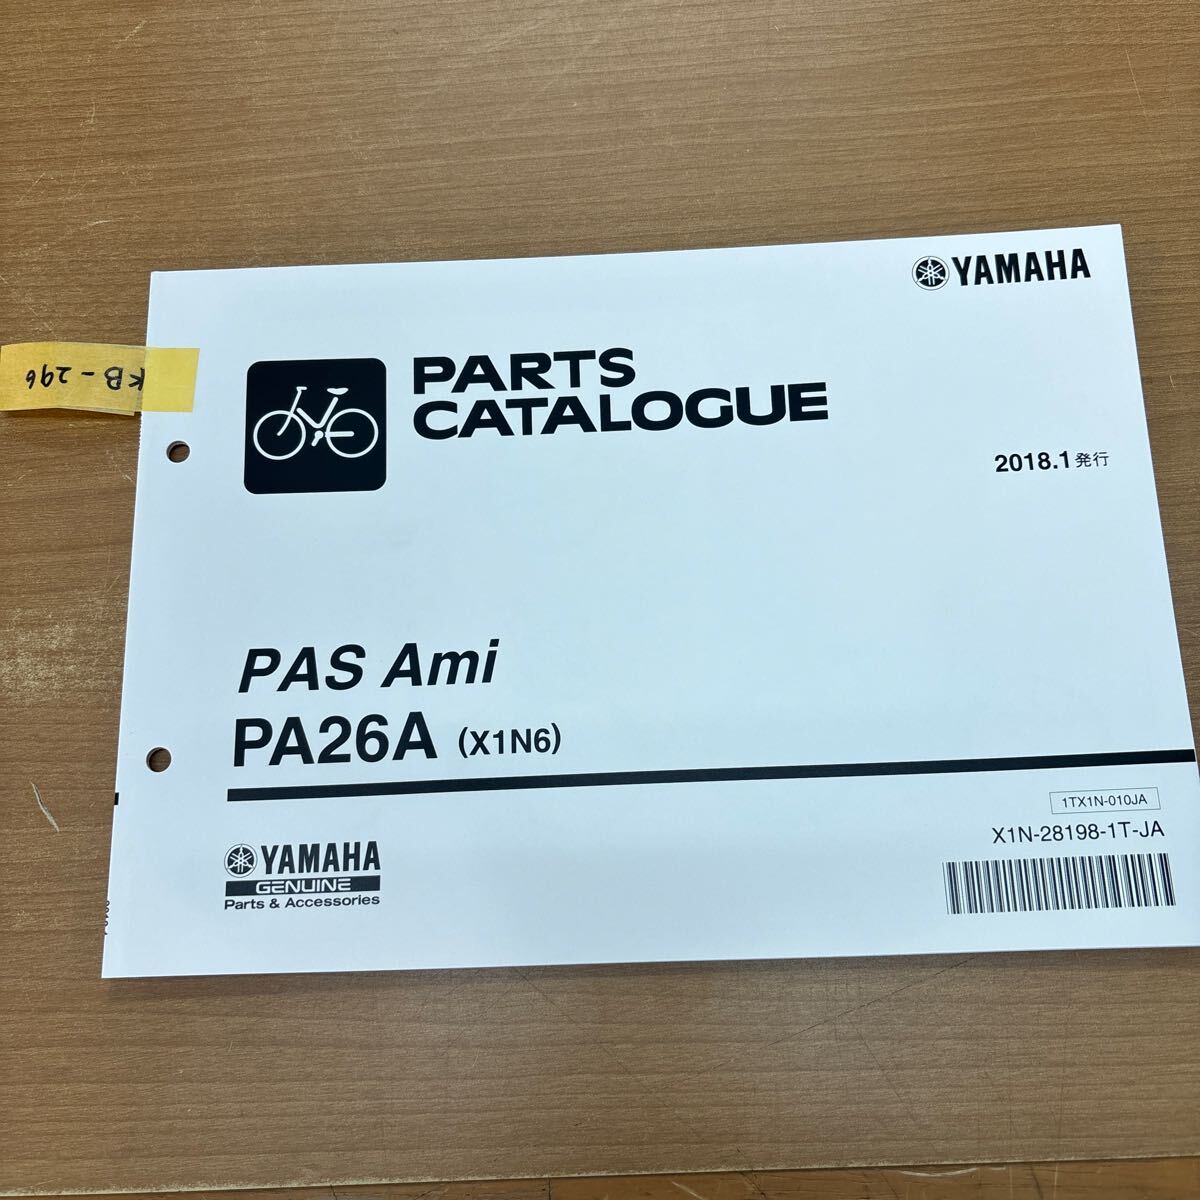 YAMAHA
KB-296
PARTS
CATALOGUE
2018.1発行
PAS Ami
PA26A (X1N6)
1TX1N-010JA
X1N-28198-1T-JA
YAMAHA
GENUINE
Parts & Accessories